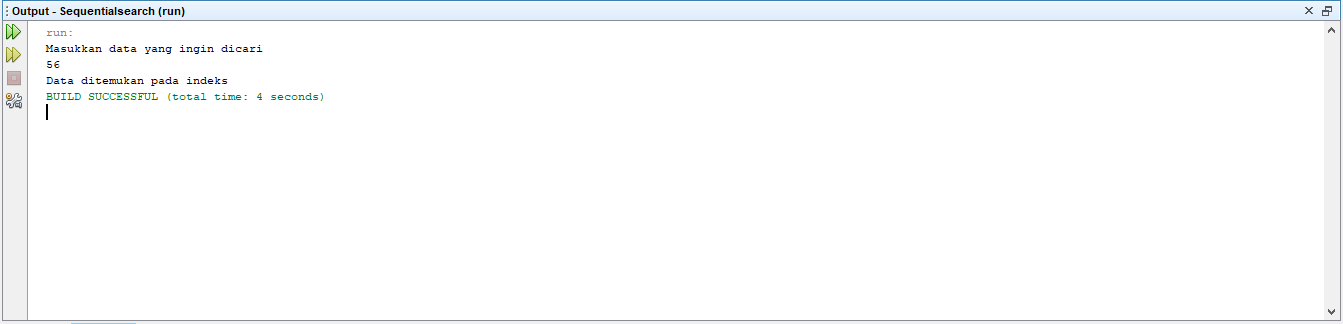 Output - Sequentialsearch (run)
run:
Masukkan data yang ingin dicari
56
Data ditemukan pada indeks
BUILD SUCCESSFUL (total time: 4 seconds)